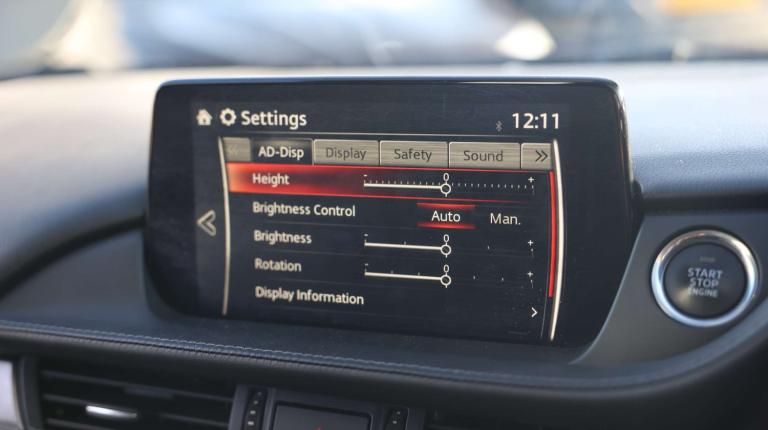 Settings
12:11
AD-Disp Display Safety Sound
Height - 0 +
Brightness Control Auto Man.
Brightness - 0 +
Rotation - 0 +
Display Information
START
STOP
ENGINE